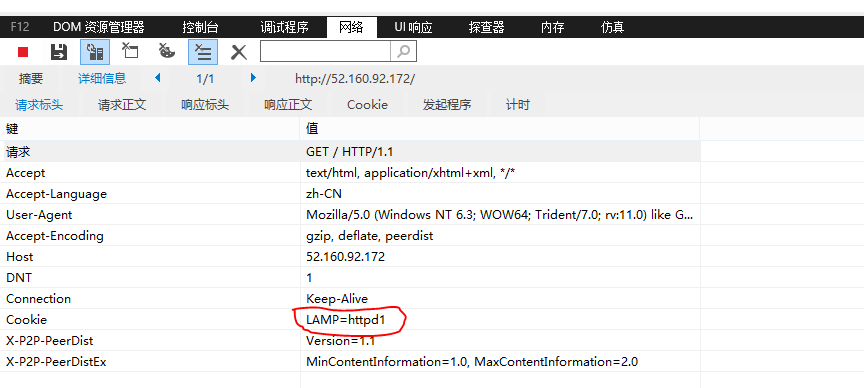 F12 DOM 资源管理器 控制台 调试程序 网络 UI 响应 探查器 内存 仿真
摘要 详细信息 1/1 http://52.160.92.172/
请求标头 请求正文 响应标头 响应正文 Cookie 发起程序 计时
键 值
请求 GET / HTTP/1.1
Accept text/html, application/xhtml+xml, */*
Accept-Language zh-CN
User-Agent Mozilla/5.0 (Windows NT 6.3; WOW64; Trident/7.0; rv:11.0) like G...
Accept-Encoding gzip, deflate, peerdist
Host 52.160.92.172
DNT 1
Connection Keep-Alive
Cookie LAMP=httpd1
X-P2P-PeerDist Version=1.1
X-P2P-PeerDistEx MinContentInformation=1.0, MaxContentInformation=2.0